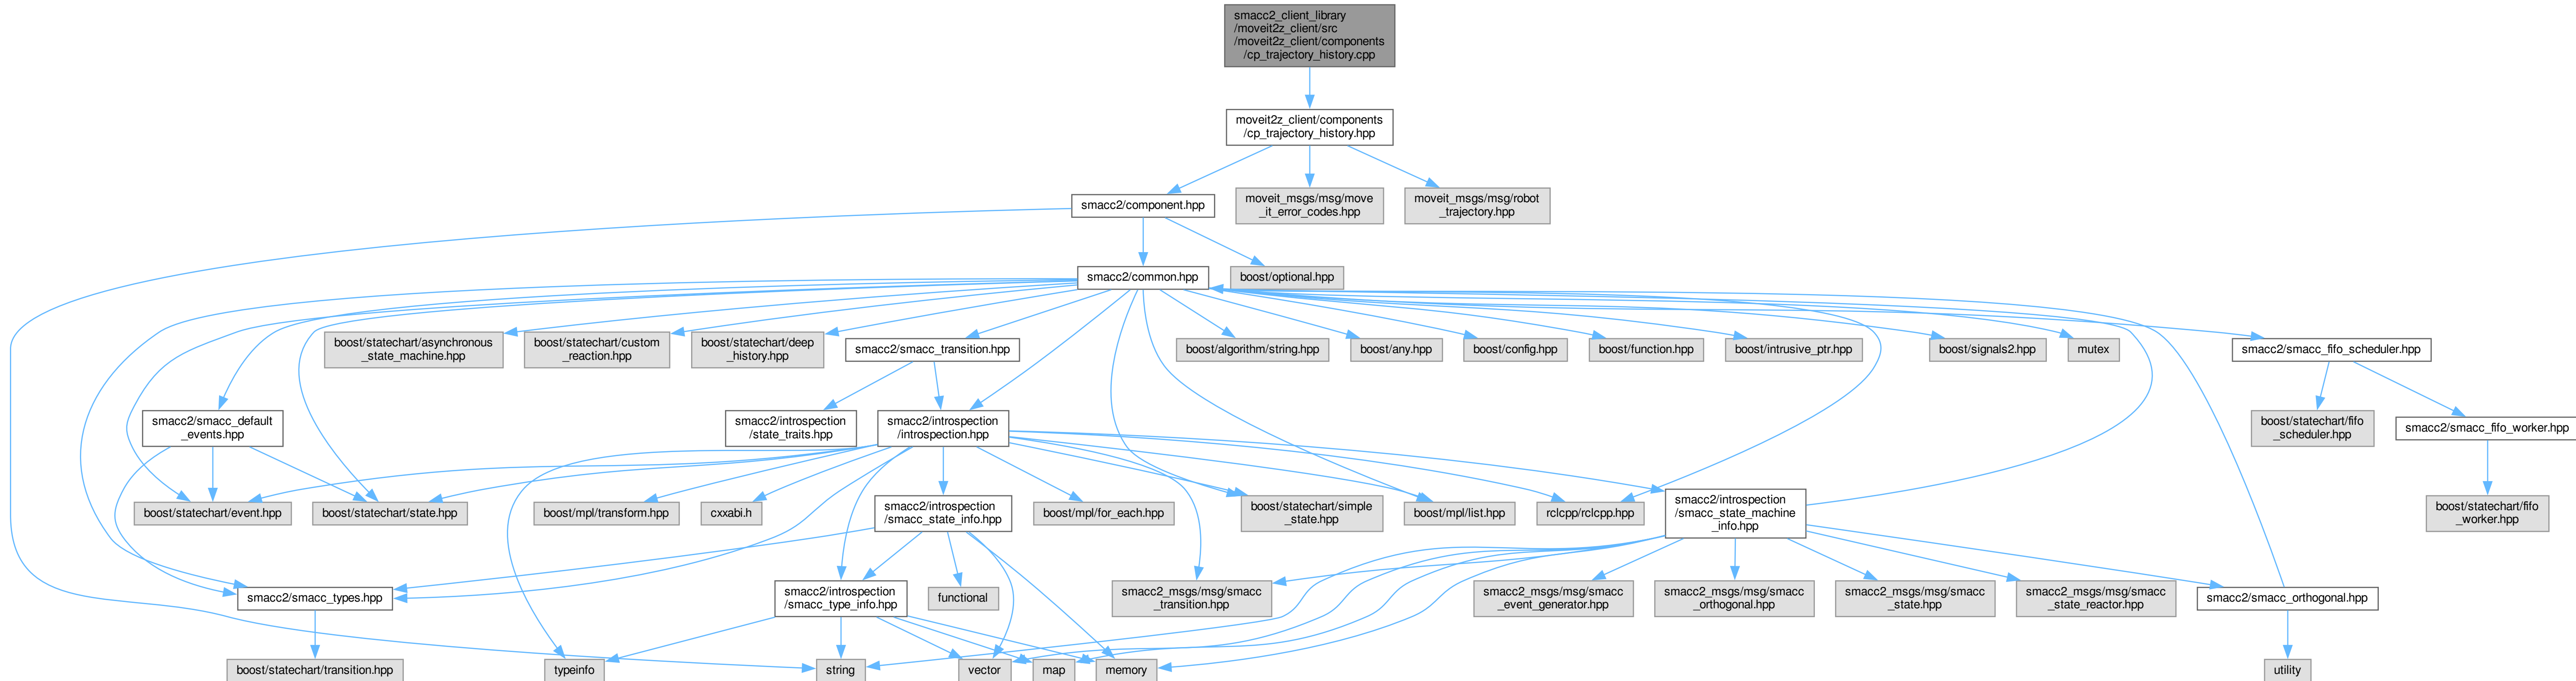 smacc2_client_library
/moveit2z_client/src
/moveit2z_client/components
/cp_trajectory_history.cpp
moveit2z_client/components
/cp_trajectory_history.hpp
smacc2/component.hpp
moveit_msgs/msg/move
_it_error_codes.hpp
moveit_msgs/msg/robot
_trajectory.hpp
smacc2/common.hpp
boost/optional.hpp
boost/statechart/asynchronous
_state_machine.hpp
boost/statechart/custom
_reaction.hpp
boost/statechart/deep
_history.hpp
smacc2/smacc_transition.hpp
boost/algorithm/string.hpp
boost/any.hpp
boost/config.hpp
boost/function.hpp
boost/intrusive_ptr.hpp
boost/signals2.hpp
mutex
smacc2/smacc_fifo_scheduler.hpp
smacc2/smacc_default
_events.hpp
smacc2/introspection
/state_traits.hpp
smacc2/introspection
/introspection.hpp
boost/statechart/fifo
_scheduler.hpp
smacc2/smacc_fifo_worker.hpp
boost/statechart/event.hpp
boost/statechart/state.hpp
boost/mpl/transform.hpp
cxxabi.h
smacc2/introspection
/smacc_state_info.hpp
boost/mpl/for_each.hpp
boost/statechart/simple
_state.hpp
boost/mpl/list.hpp
rclcpp/rclcpp.hpp
smacc2/introspection
/smacc_state_machine
_info.hpp
boost/statechart/fifo
_worker.hpp
smacc2/smacc_types.hpp
smacc2/introspection
/smacc_type_info.hpp
functional
smacc2_msgs/msg/smacc
_transition.hpp
smacc2_msgs/msg/smacc
_event_generator.hpp
smacc2_msgs/msg/smacc
_orthogonal.hpp
smacc2_msgs/msg/smacc
_state.hpp
smacc2_msgs/msg/smacc
_state_reactor.hpp
smacc2/smacc_orthogonal.hpp
boost/statechart/transition.hpp
typeinfo
string
vector
map
memory
utility